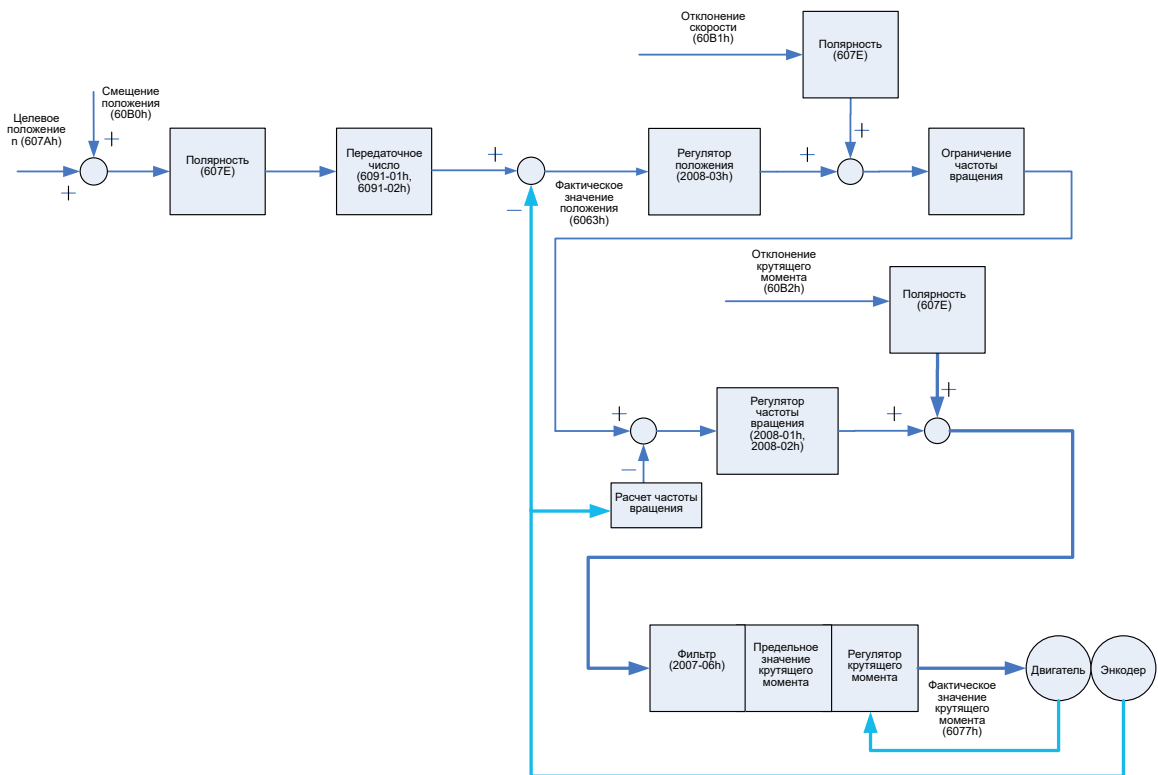 Отклонение
скорости
(60B1h)
Полярность
(607E)
Смещение
положения
(60B0h)
Целевое
положение
n (607Ah)
+
+
Полярность
(607E)
Передаточное
число
(6091-01h,
6091-02h)
+
−
Фактическое
значение
положения
(6063h)
Регулятор
положения
(2008-03h)
+
+
Ограничение
частоты
вращения
Отклонение
крутящего
момента
(60B2h)
Полярность
(607E)
+
−
Регулятор
частоты
вращения
(2008-01h,
2008-02h)
+
+
Расчет частоты
вращения
Фильтр
(2007-06h)
Предельное
значение
крутящего
момента
Регулятор
крутящего
момента
Фактическое
значение
крутящего
момента
(6077h)
Двигатель
Энкодер